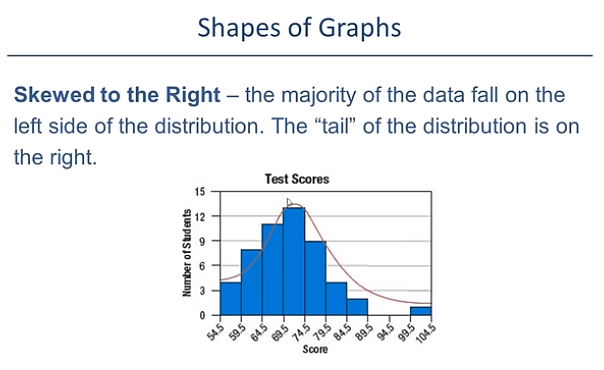 Shapes of Graphs
Skewed to the Right – the majority of the data fall on the
left side of the distribution. The “tail” of the distribution is on
the right.
Test Scores
Number of Students
15
12
9
6
3
0
54.5 59.5 64.5 69.5 74.5 79.5 84.5 89.5 94.5 99.5 104.5
Score